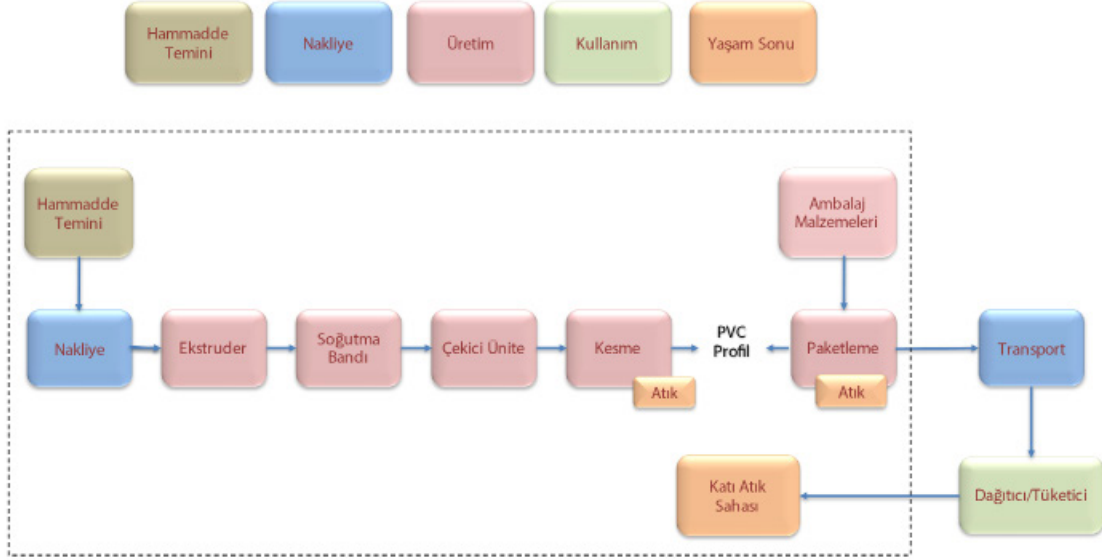 Hammadde
Temini
Nakliye
Üretim
Kullanım
Yaşam Sonu
Hammadde
Temini
Ambalaj
Malzemeleri
Nakliye
Ekstruder
Soğutma
Bandı
Çekici Ünite
Kesme
Atık
PVC
Profil
Paketleme
Atık
Transport
Katı Atık
Sahası
Dağıtıcı/Tüketici